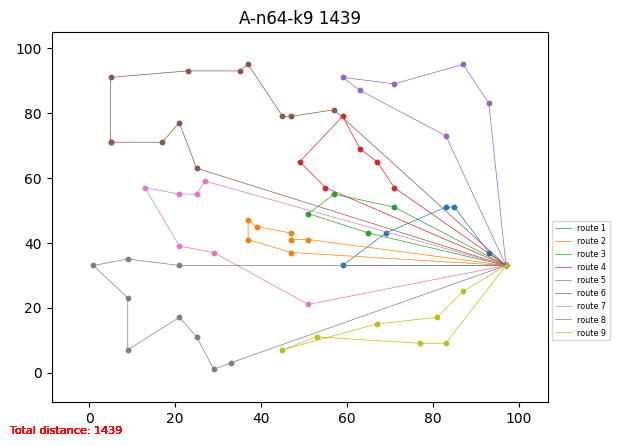 A-n64-k9 1439
100
80
60
40
20
0
0 20 40 60 80 100
route 1
route 2
route 3
route 4
route 5
route 6
route 7
route 8
route 9
Total distance: 1439